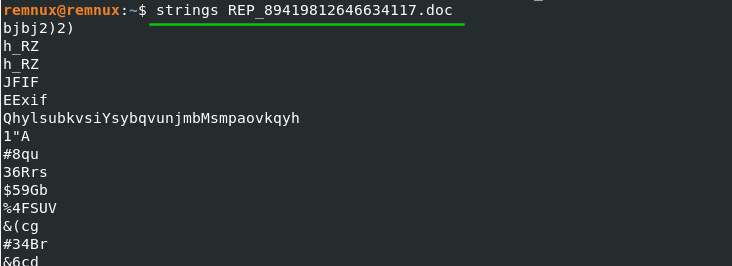 remnux@remnux:~$ strings REP_89419812646634117.doc
bjbj2)2)
h_RZ
h_RZ
JFIF
EExif
QhylsubkvsiYsybqvunjmbMsmpaovkqyh
1"A
#8qu
36Rrs
$59Gb
%4FSUV
&(cg
#34Br
&6cd